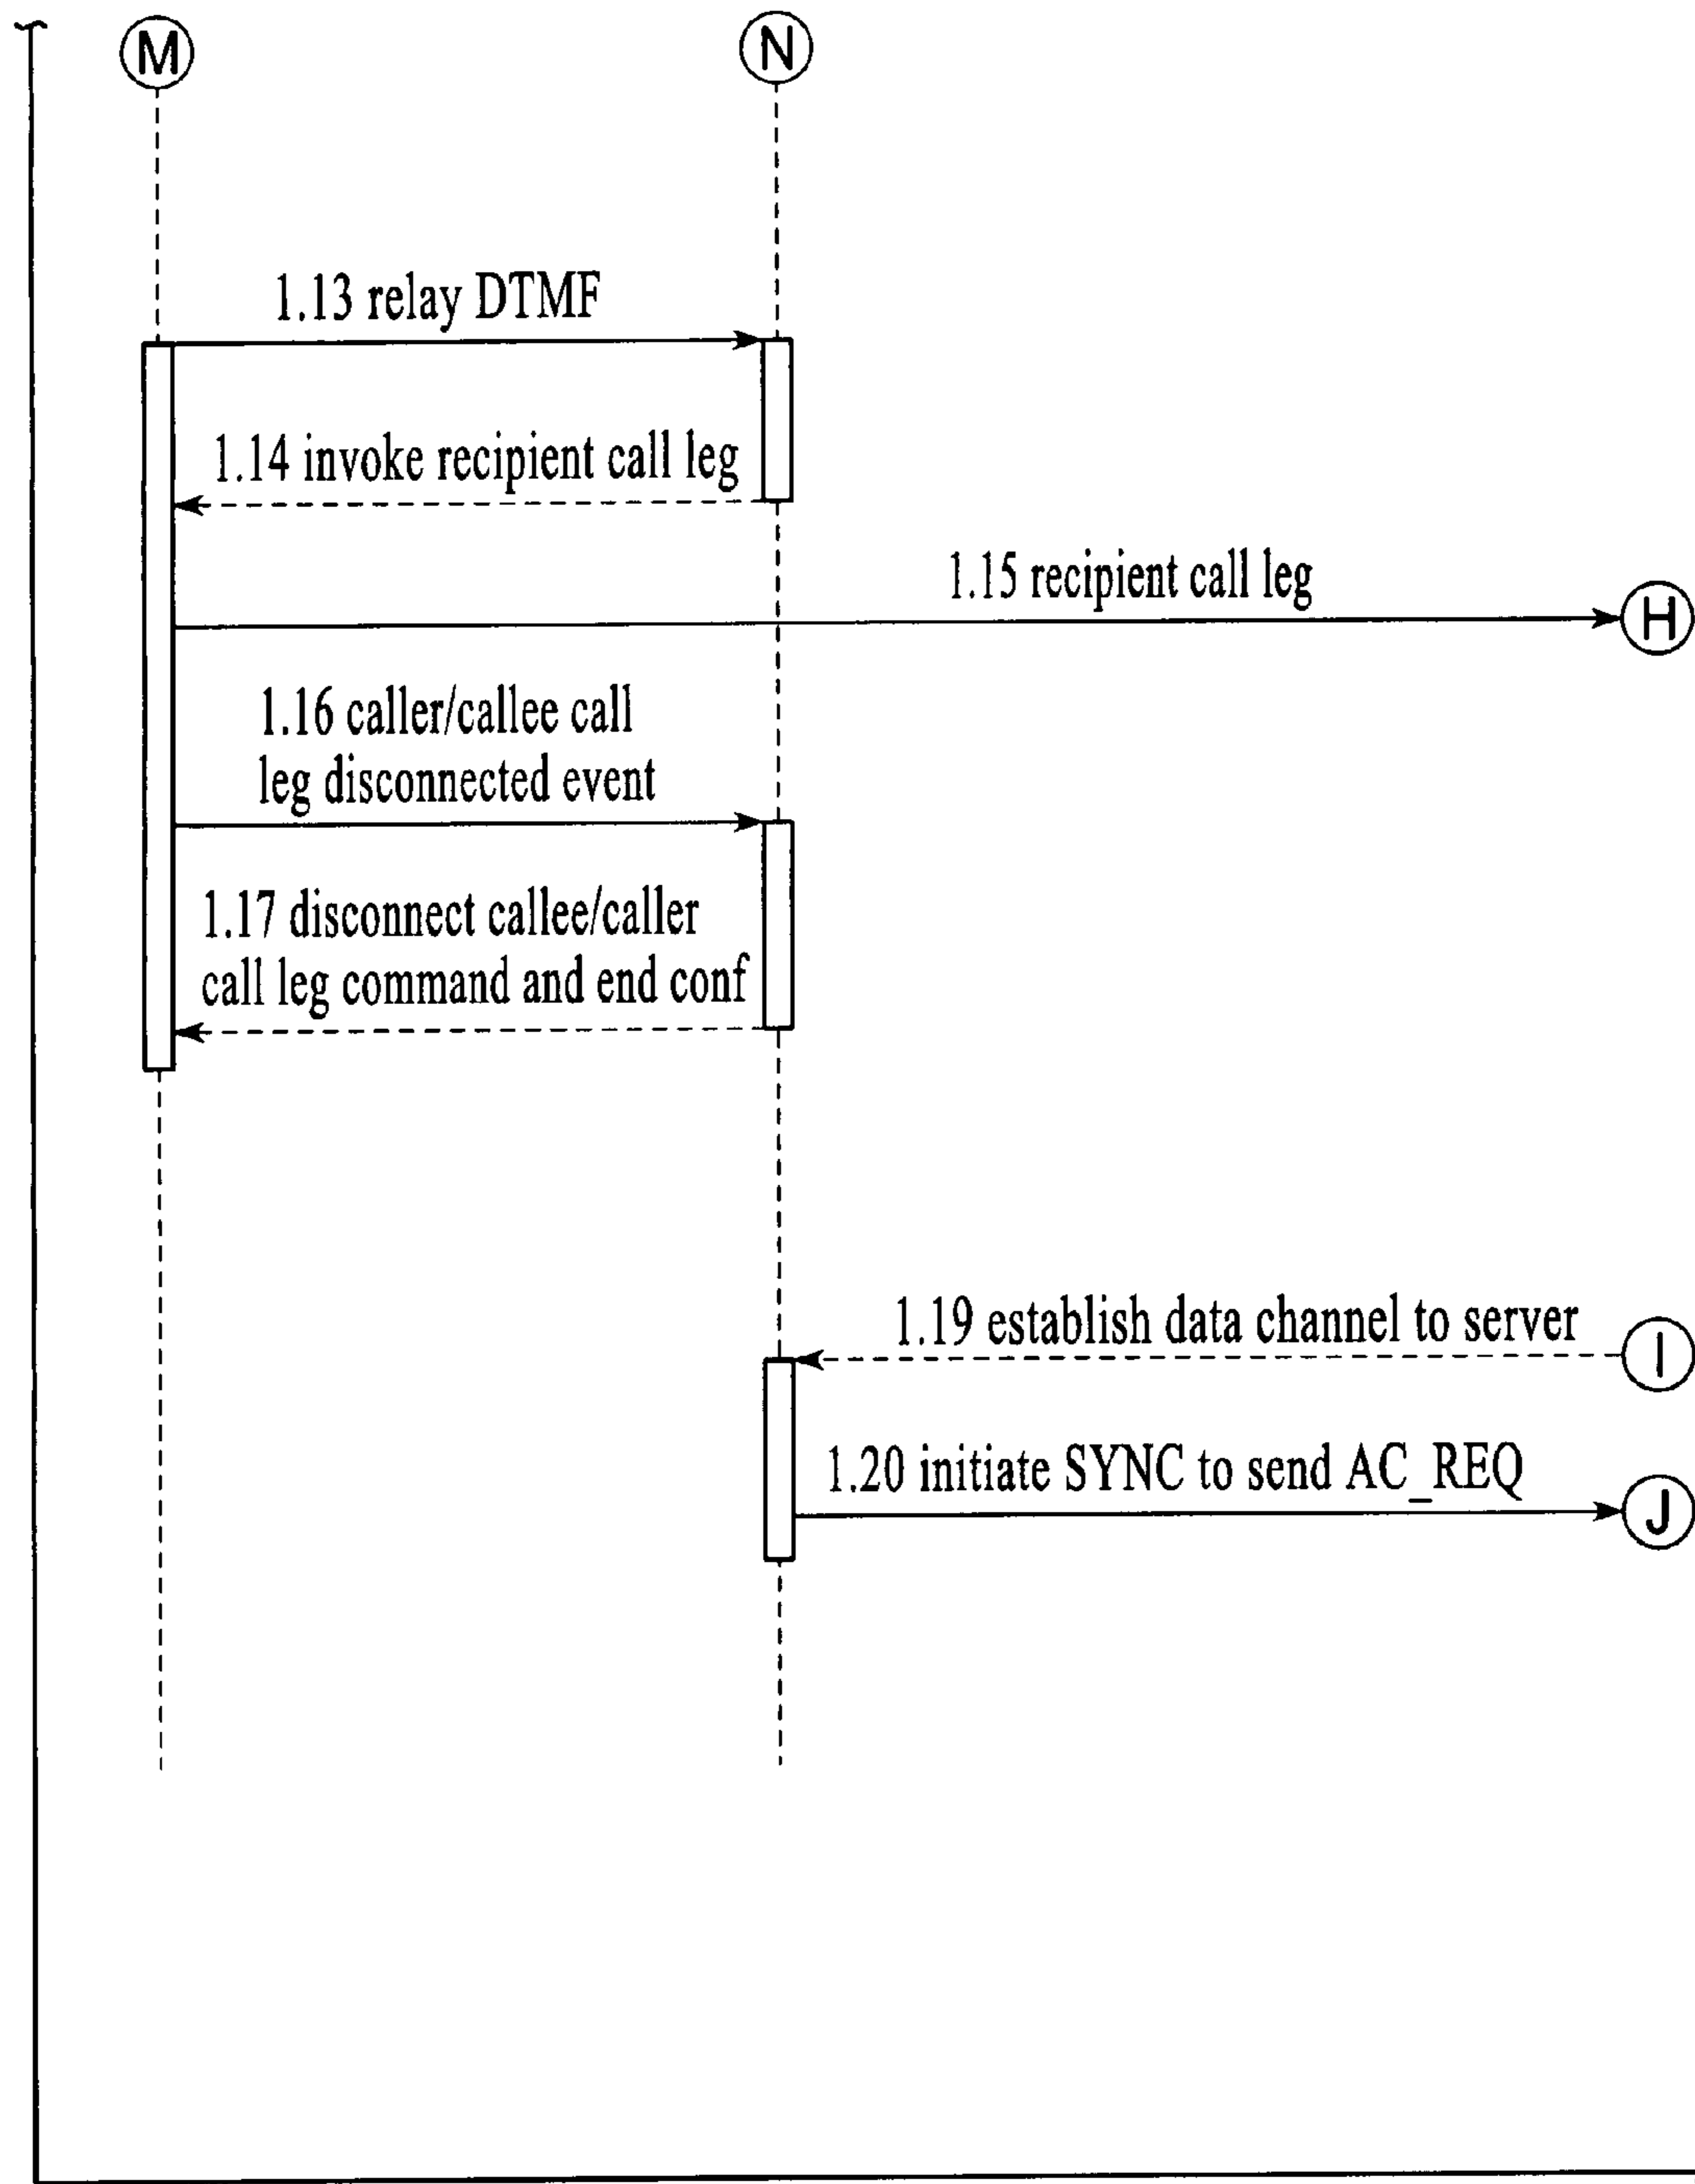 M
N
1.13 relay DTMF
1.14 invoke recipient call leg
1.15 recipient call leg
H
1.16 caller/callee call
leg disconnected event
1.17 disconnect callee/caller
call leg command and end conf
1.19 establish data channel to server
I
1.20 initiate SYNC to send AC_REQ
J